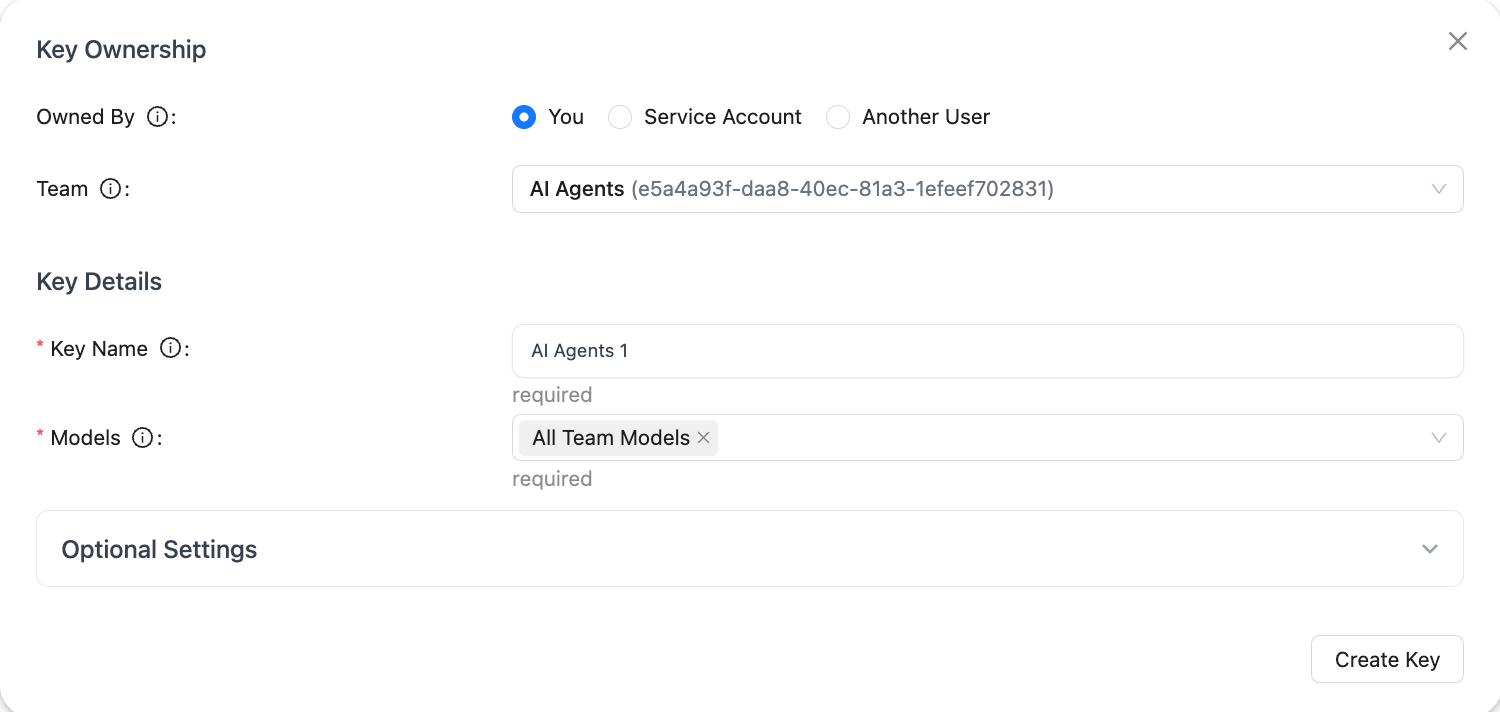 Key Ownership
Owned By ⓘ: You Service Account Another User
Team ⓘ: AI Agents (e5a4a93f-daa8-40ec-81a3-1efeef702831)
Key Details
* Key Name ⓘ: AI Agents 1
required
* Models ⓘ: All Team Models
required
Optional Settings
Create Key